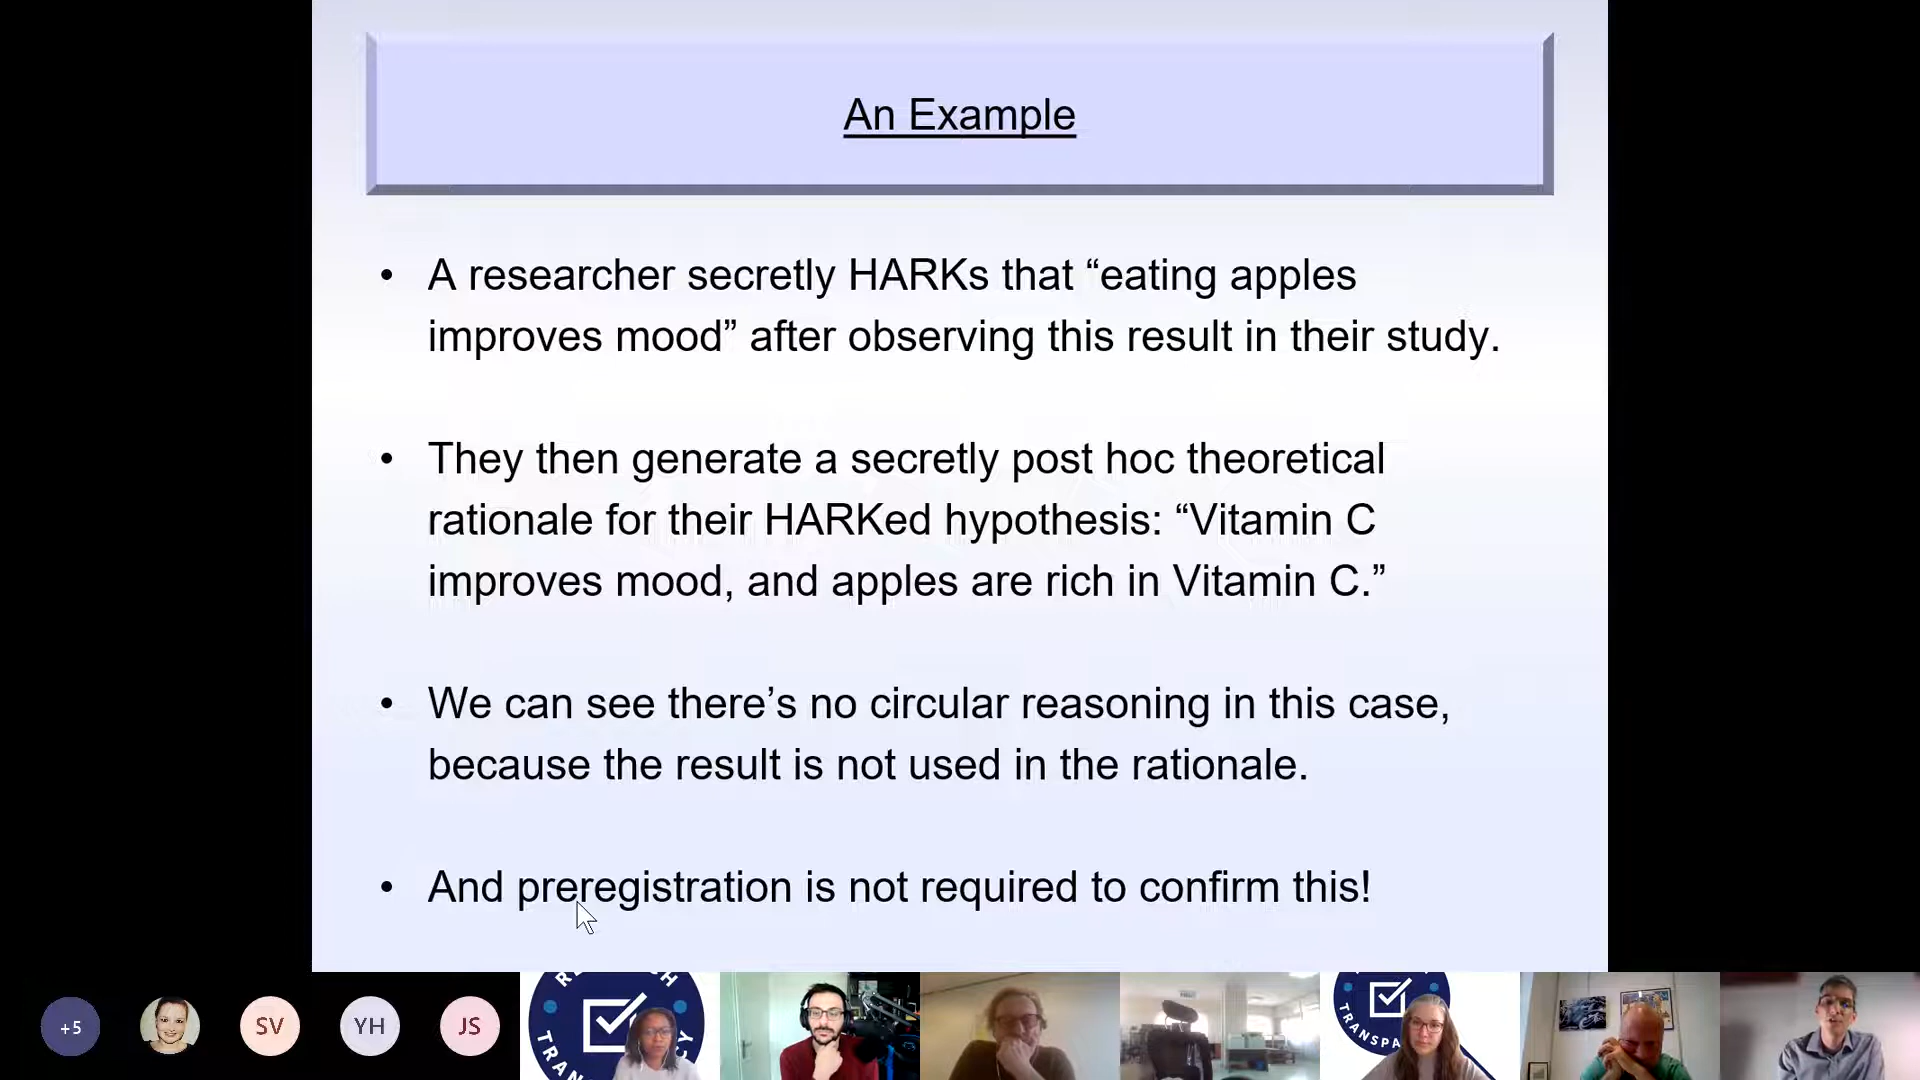 An Example
• A researcher secretly HARKs that “eating apples
improves mood” after observing this result in their study.
• They then generate a secretly post hoc theoretical
rationale for their HARKed hypothesis: “Vitamin C
improves mood, and apples are rich in Vitamin C.”
• We can see there’s no circular reasoning in this case,
because the result is not used in the rationale.
• And preregistration is not required to confirm this!
+5
SV
YH
JS